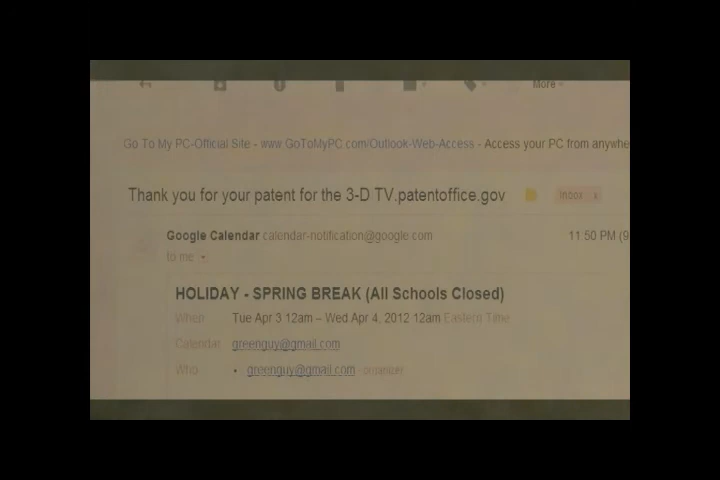 More
Go To My PC-Official Site - www.GoToMyPC.com/Outlook-Web-Access - Access your PC from anywhe
Thank you for your patent for the 3-D TV.patentoffice.gov
Inbox x
Google Calendar calendar-notification@google.com
11:50 PM (9
to me
HOLIDAY - SPRING BREAK (All Schools Closed)
When Tue Apr 3 12am – Wed Apr 4, 2012 12am Eastern Time
Calendar greenguy@gmail.com
Who • greenguy@gmail.com - organizer